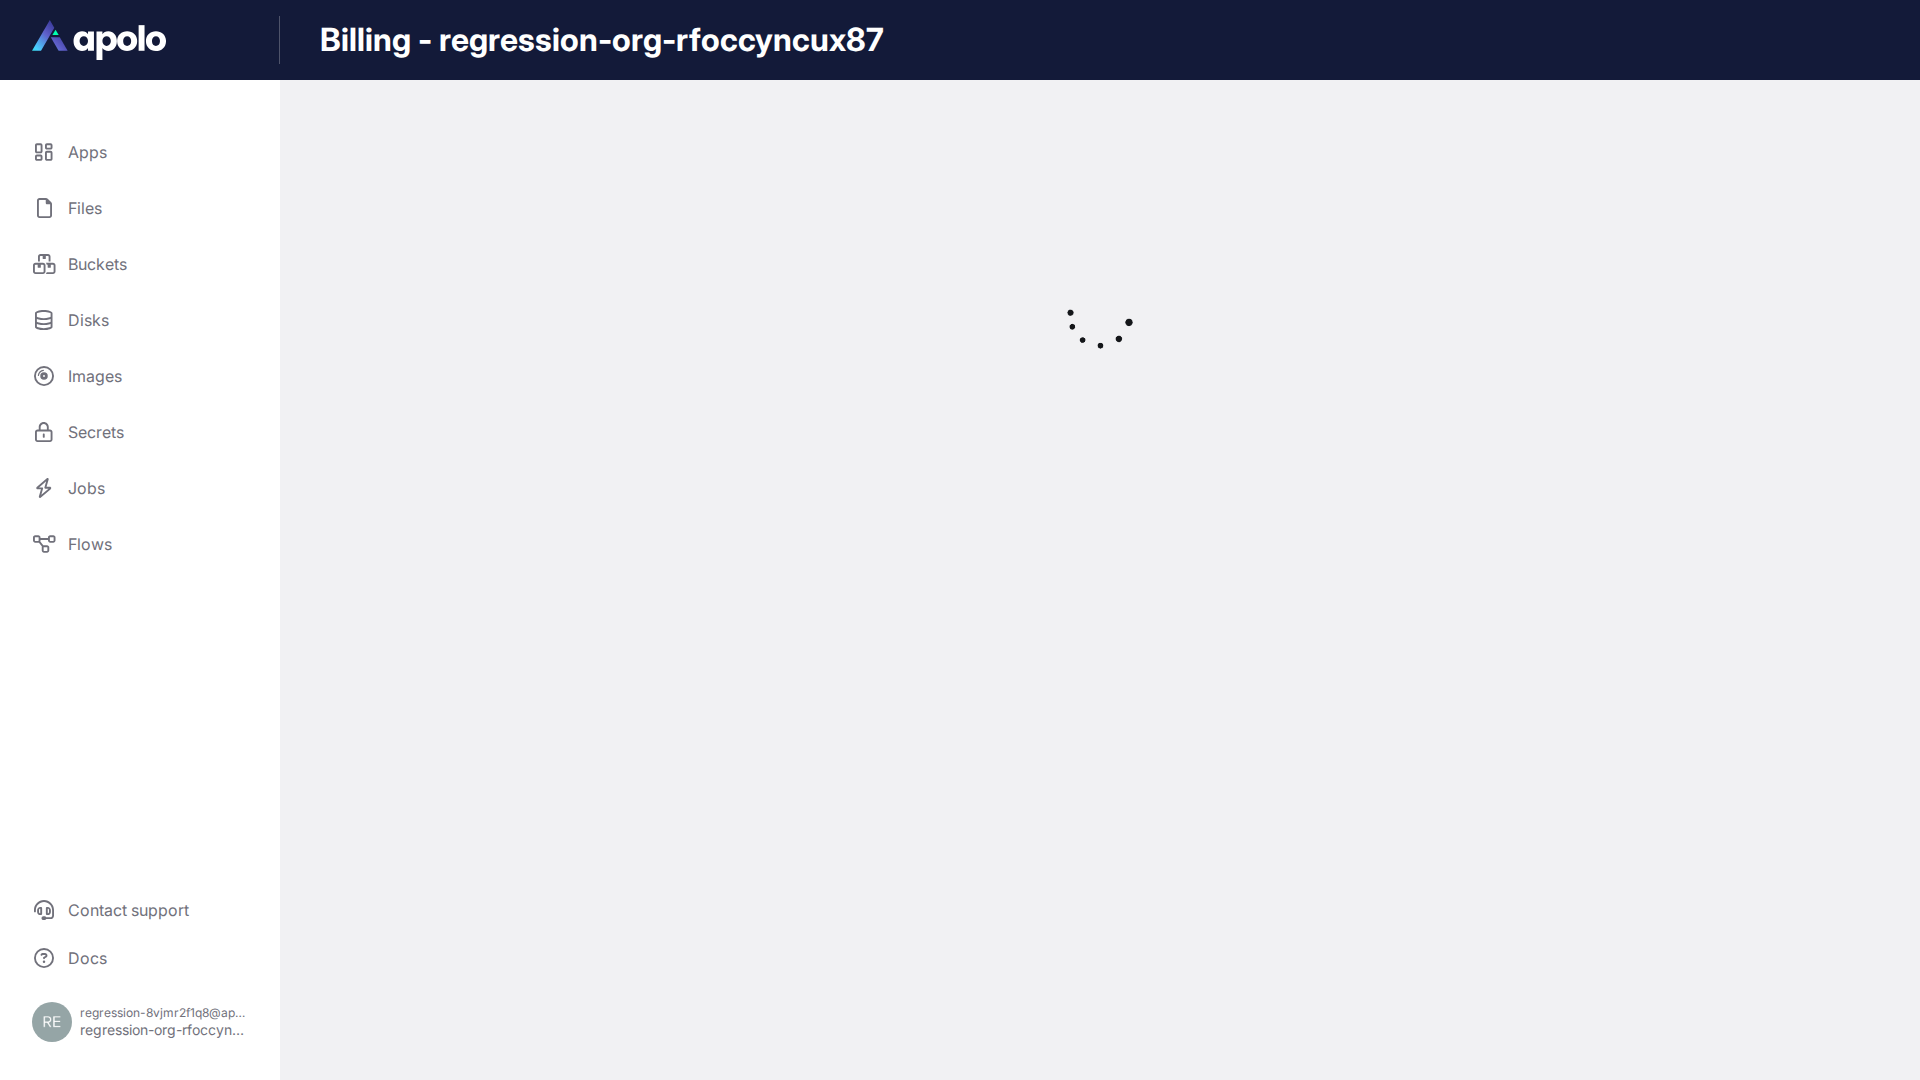 apolo
Billing - regression-org-rfoccyncux87
Apps
Files
Buckets
Disks
Images
Secrets
Jobs
Flows
Contact support
Docs
RE
regression-8vjmr2f1q8@ap...
regression-org-rfoccyn...